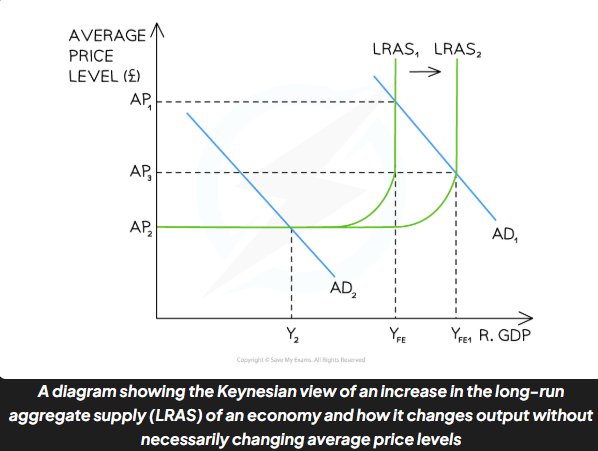 AVERAGE
PRICE
LEVEL (£)
LRAS₁
LRAS₂
AP₁
AP₃
AP₂
AD₁
AD₂
Y₂
Y_FE
Y_FE1
R. GDP
Copyright © Save My Exams. All Rights Reserved
A diagram showing the Keynesian view of an increase in the long-run
aggregate supply (LRAS) of an economy and how it changes output without
necessarily changing average price levels